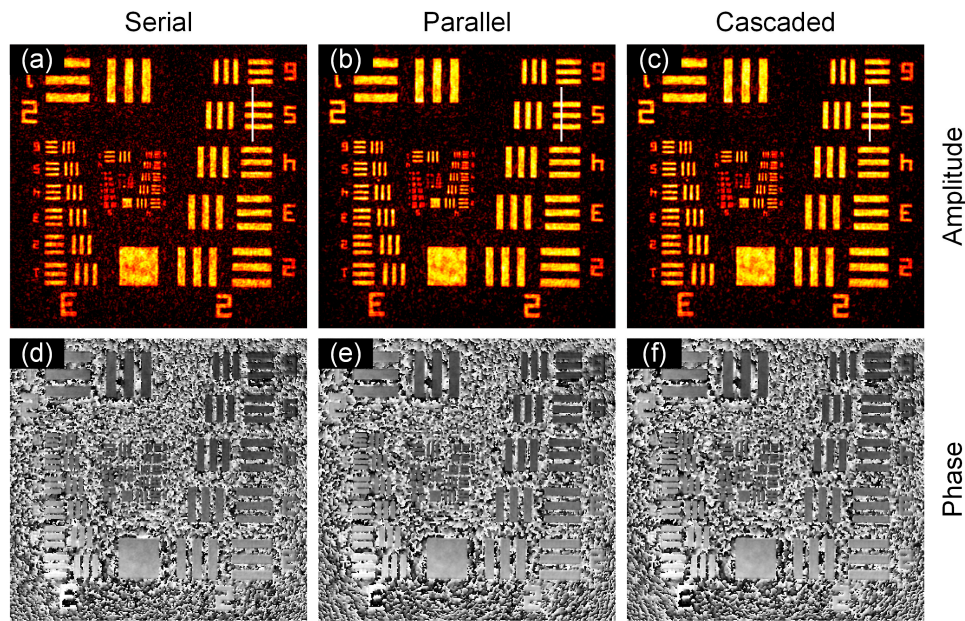 Serial Parallel Cascaded
(a) (b) (c)
Amplitude
(d) (e) (f)
Phase